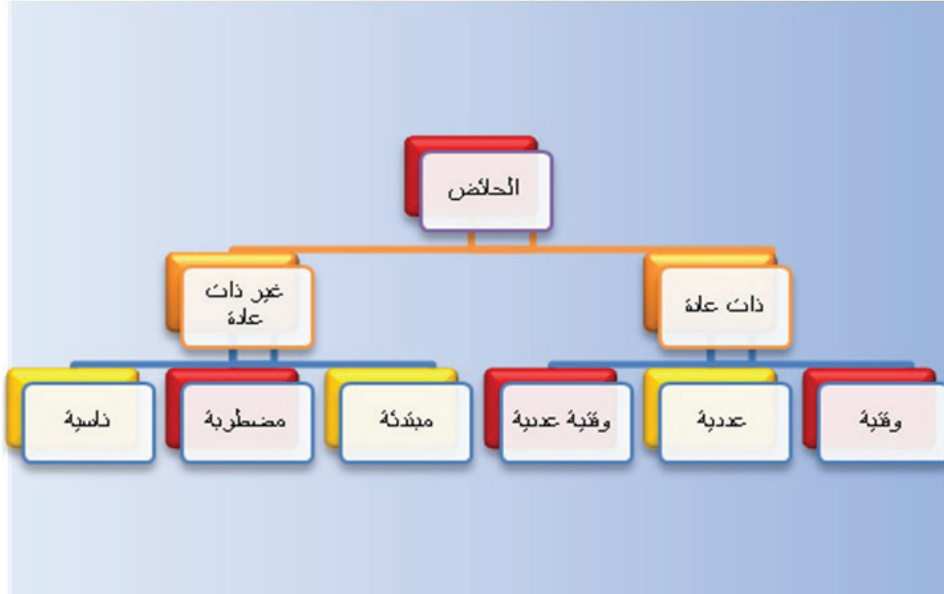 الحائض
ذات عادة
غير ذات
عادة
وقتية
عددية
وقتية عددية
مبتدئة
مضطربة
ناسية